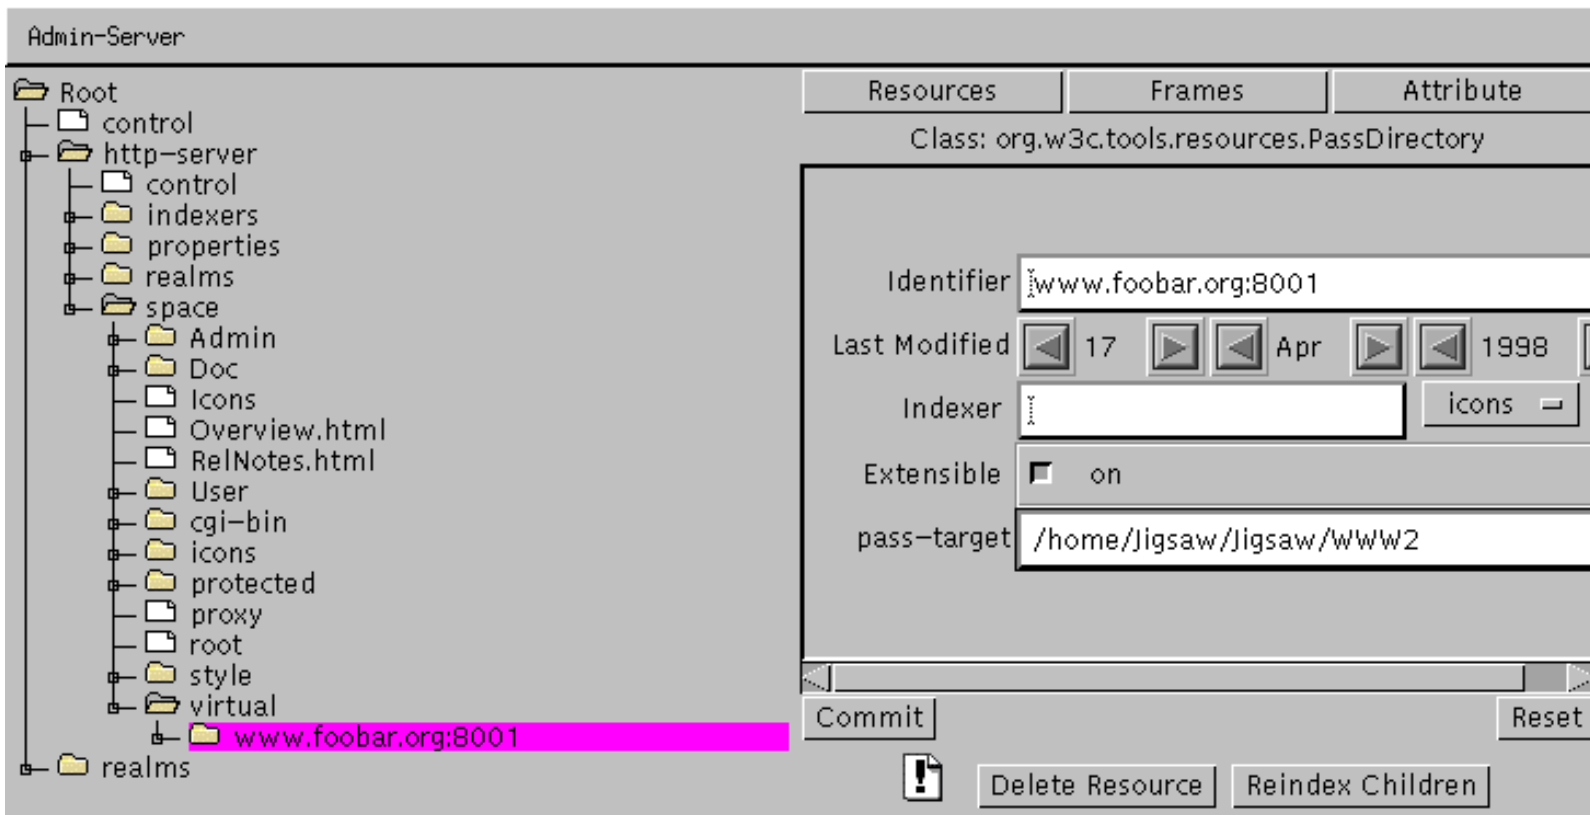 Admin-Server
Root
control
http-server
control
indexers
properties
realms
space
Admin
Doc
Icons
Overview.html
RelNotes.html
User
cgi-bin
icons
protected
proxy
root
style
virtual
www.foobar.org:8001
realms
Resources Frames Attribute
Class: org.w3c.tools.resources.PassDirectory
Identifier www.foobar.org:8001
Last Modified 17 Apr 1998
Indexer icons
Extensible on
pass-target /home/Jigsaw/Jigsaw/WWW2
Commit Reset
Delete Resource Reindex Children